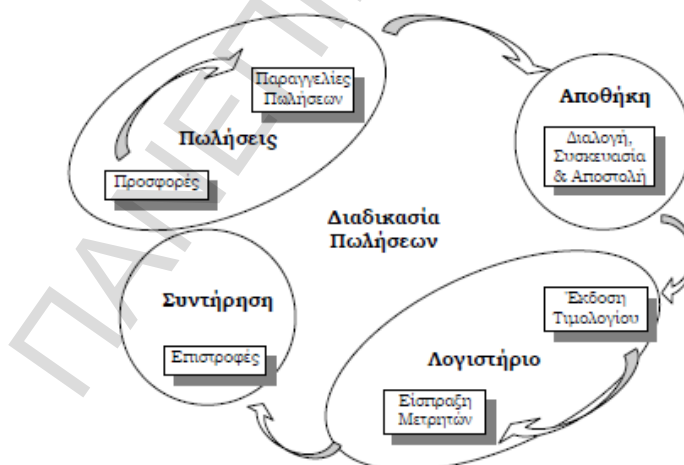 Παραγγελίες
Πωλήσεων
Πωλήσεις
Προσφορές
Αποθήκη
Διαλογή,
Συσκευασία
& Αποστολή
Διαδικασία
Πωλήσεων
Συντήρηση
Επιστροφές
Έκδοση
Τιμολογίου
Λογιστήριο
Είσπραξη
Μετρητών